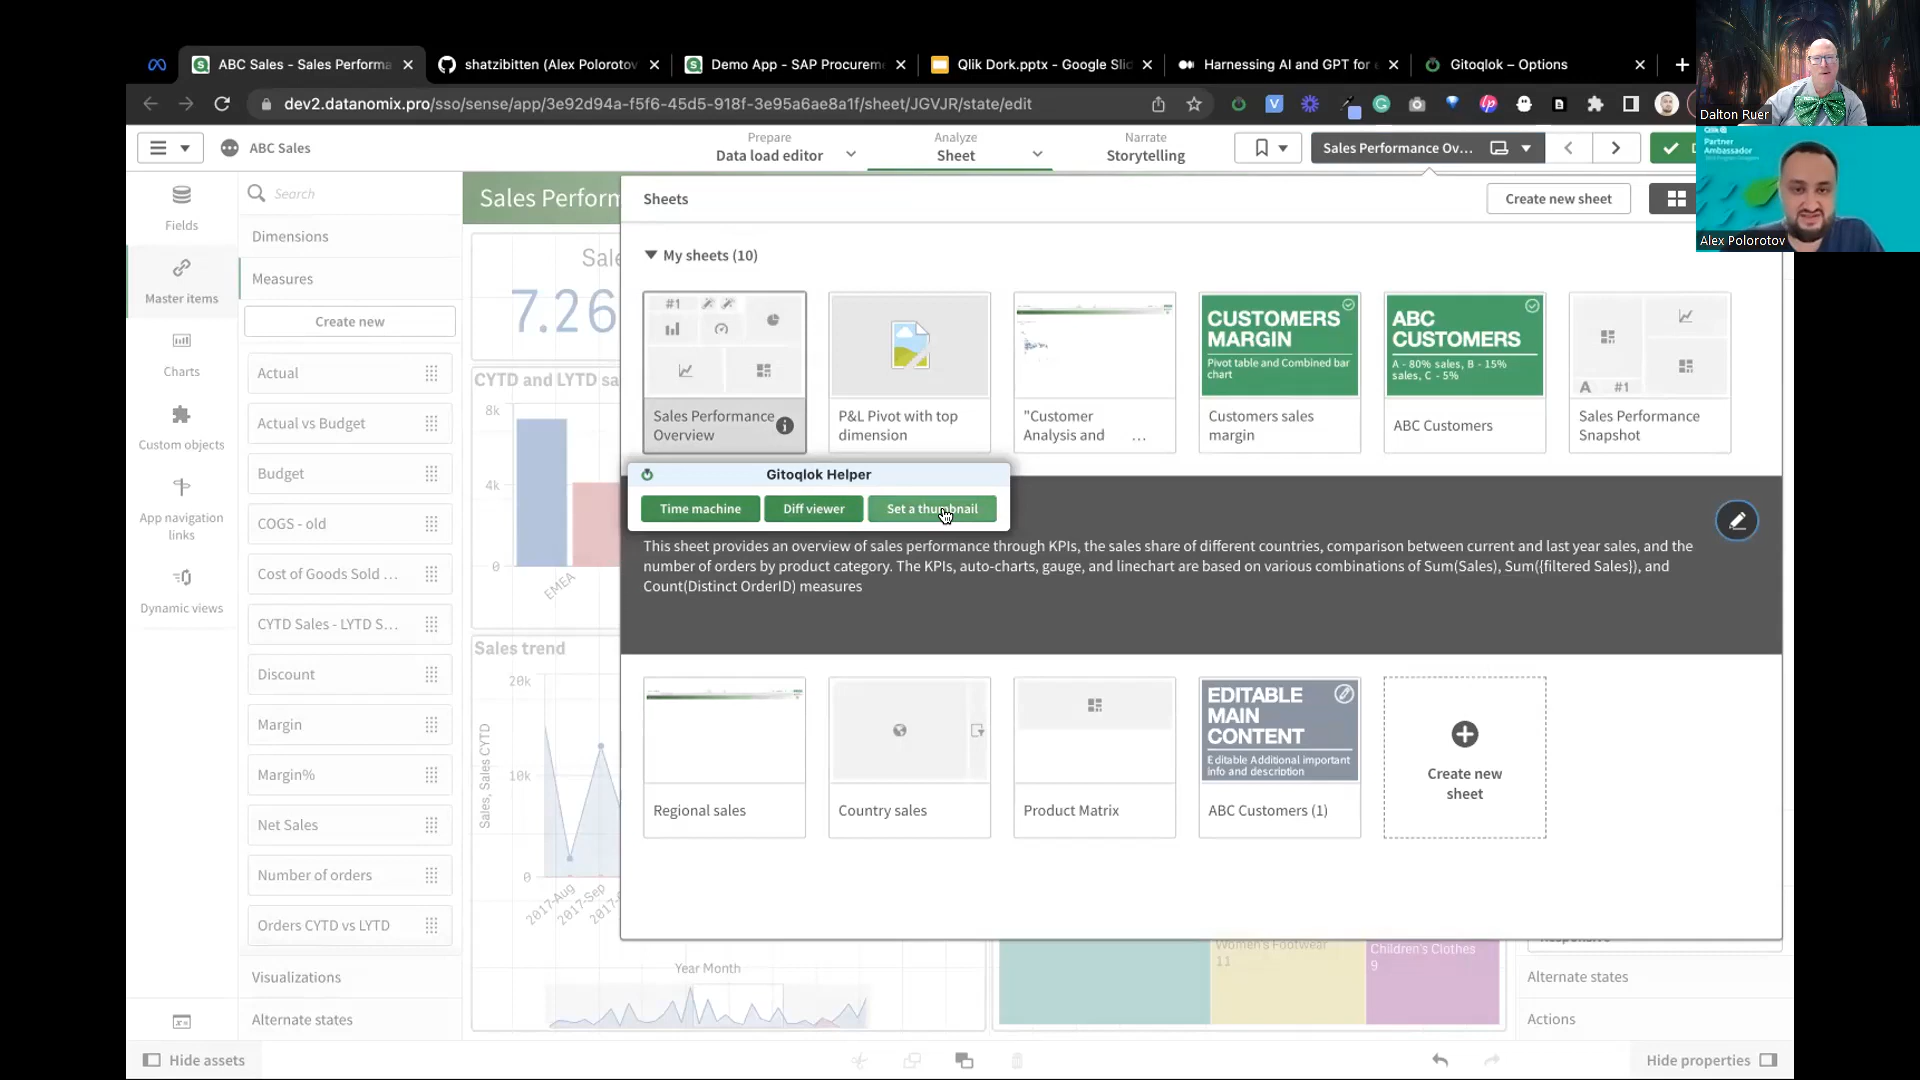 ABC Sales - Sales Performa
shatzibitten (Alex Polorotov
Demo App - SAP Procurem
Qlik Dork.pptx - Google Slid
Harnessing AI and GPT for
Gitoqlok – Options
dev2.datanomix.pro/sso/sense/app/3e92d94a-f5f6-45d5-918f-3e95a6ae8a1f/sheet/JGVJR/state/edit
Dalton Ruer
Qlik
Partner
Ambassador
Alex Polorotov
ABC Sales
Prepare
Data load editor
Analyze
Sheet
Narrate
Storytelling
Sales Performance Ov...
Fields
Master items
Charts
Custom objects
App navigation
links
Dynamic views
Search
Dimensions
Measures
Create new
Actual
Actual vs Budget
Budget
COGS - old
Cost of Goods Sold ...
CYTD Sales - LYTD S...
Discount
Margin
Margin%
Net Sales
Number of orders
Orders CYTD vs LYTD
Visualizations
Alternate states
Hide assets
Sales Perform
Sale
7.26
CYTD and LYTD sa
8k
4k
0
EMEA
Sales trend
Sales, Sales CYTD
20k
10k
0
2017-Aug
2017-Sep
Year Month
Sheets
Create new sheet
My sheets (10)
#1
Sales Performance
Overview
P&L Pivot with top
dimension
"Customer
Analysis and ...
CUSTOMERS
MARGIN
Pivot table and Combined bar
chart
Customers sales
margin
ABC
CUSTOMERS
A - 80% sales, B - 15%
sales, C - 5%
ABC Customers
A #1
Sales Performance
Snapshot
Gitoqlok Helper
Time machine
Diff viewer
Set a thumbnail
This sheet provides an overview of sales performance through KPIs, the sales share of different countries, comparison between current and last year sales, and the
number of orders by product category. The KPIs, auto-charts, gauge, and linechart are based on various combinations of Sum(Sales), Sum({filtered Sales}), and
Count(Distinct OrderID) measures
Regional sales
Country sales
Product Matrix
EDITABLE
MAIN
CONTENT
Editable Additional important
info and description
ABC Customers (1)
Create new
sheet
Women's Footwear
11
Children's Clothes
9
Alternate states
Actions
Hide properties